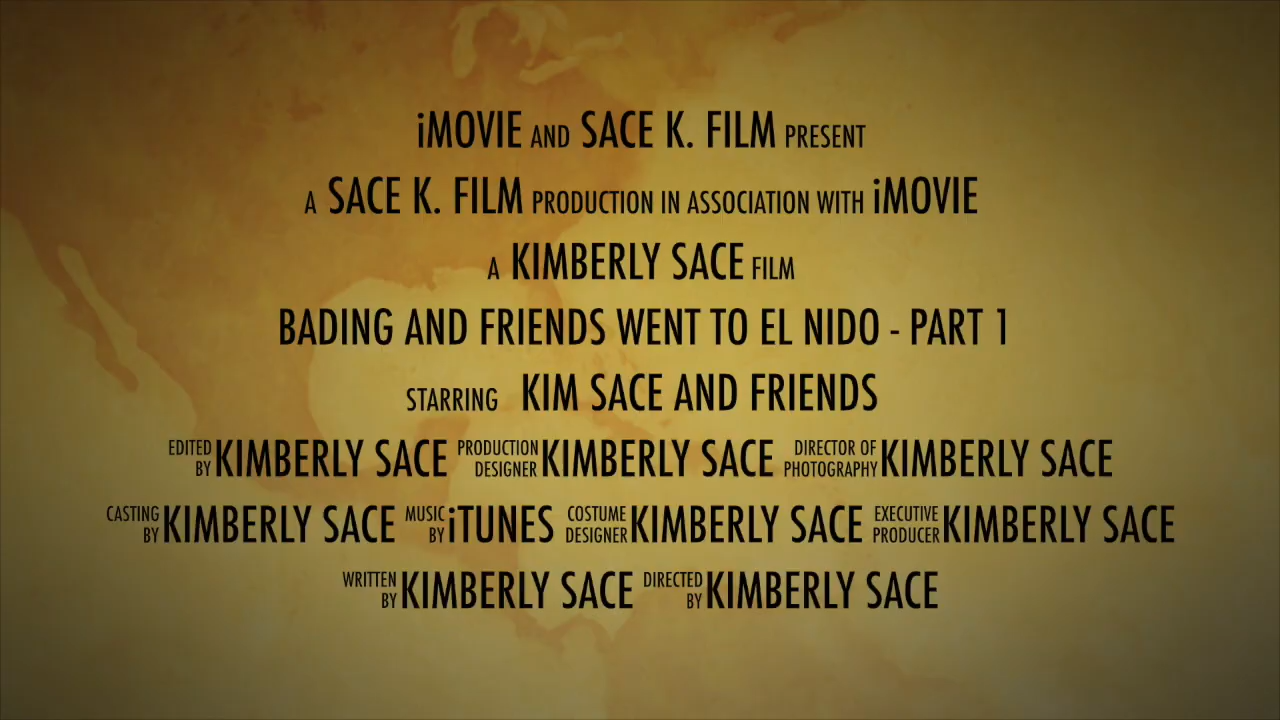 iMOVIE AND SACE K. FILM PRESENT
A SACE K. FILM PRODUCTION IN ASSOCIATION WITH iMOVIE
A KIMBERLY SACE FILM
BADING AND FRIENDS WENT TO EL NIDO - PART 1
STARRING KIM SACE AND FRIENDS
EDITED BY KIMBERLY SACE PRODUCTION DESIGNER KIMBERLY SACE DIRECTOR OF PHOTOGRAPHY KIMBERLY SACE
CASTING BY KIMBERLY SACE MUSIC BY iTUNES COSTUME DESIGNER KIMBERLY SACE EXECUTIVE PRODUCER KIMBERLY SACE
WRITTEN BY KIMBERLY SACE DIRECTED BY KIMBERLY SACE